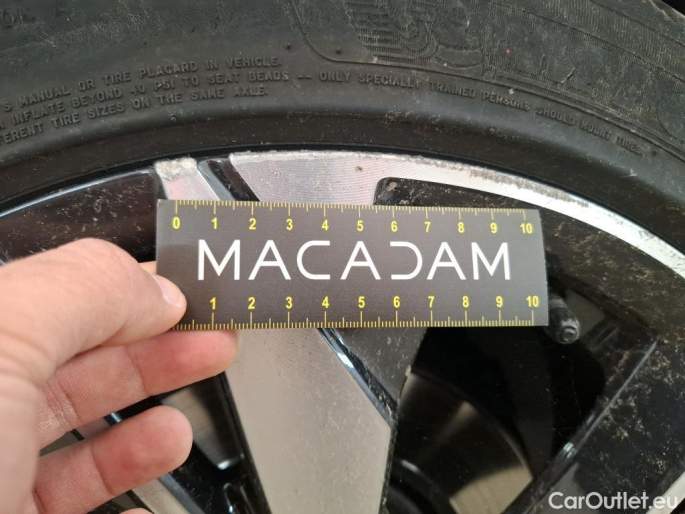 S MANUAL OR TIRE PLACARD IN VEHICLE.
INFLATE BEYOND 40 PSI TO SEAT BEADS — ONLY SPECIALLY TRAINED PERSONS SHOULD MOUNT TIRES.
ERENT TIRE SIZES ON THE SAME AXLE.
0 1 2 3 4 5 6 7 8 9 10
MACADAM
1 2 3 4 5 6 7 8 9 10
CarOutlet.eu